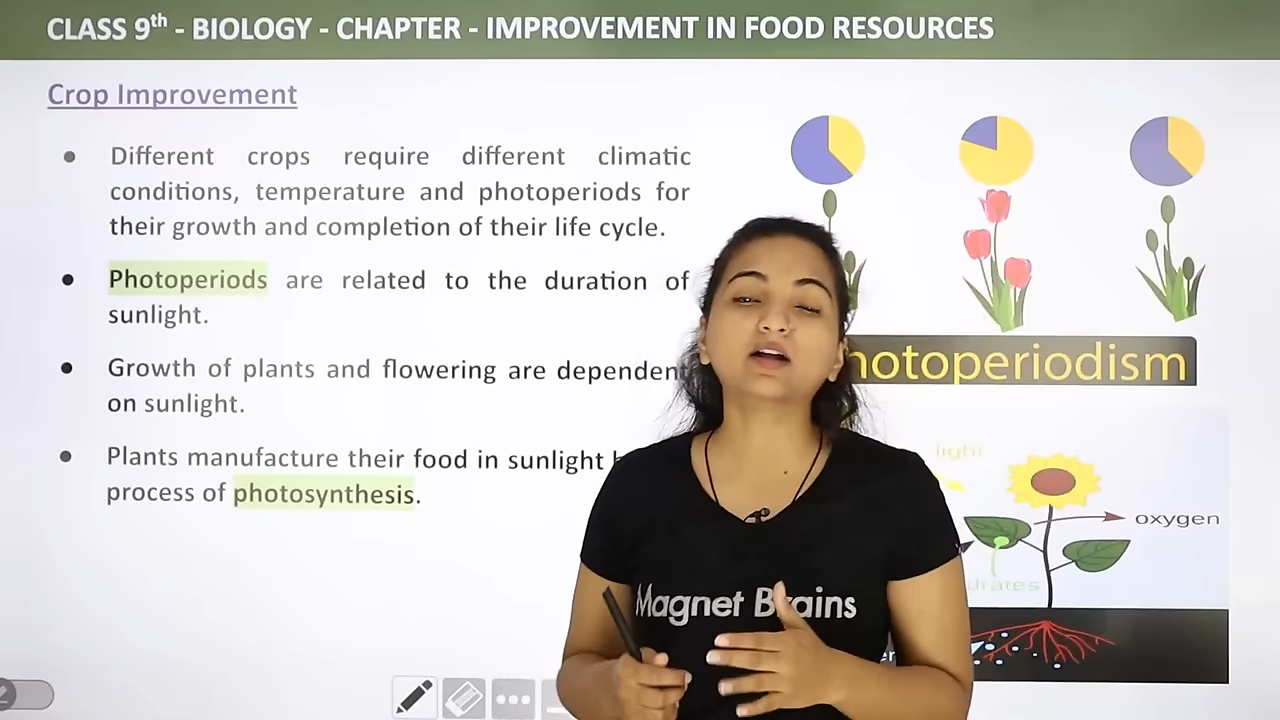 CLASS 9th - BIOLOGY - CHAPTER - IMPROVEMENT IN FOOD RESOURCES
Crop Improvement
Different crops require different climatic
conditions, temperature and photoperiods for
their growth and completion of their life cycle.
Photoperiods are related to the duration of
sunlight.
Growth of plants and flowering are dependent
on sunlight.
Plants manufacture their food in sunlight
process of photosynthesis.
hotoperiodism
light
oxygen
drates
Magnet Brains